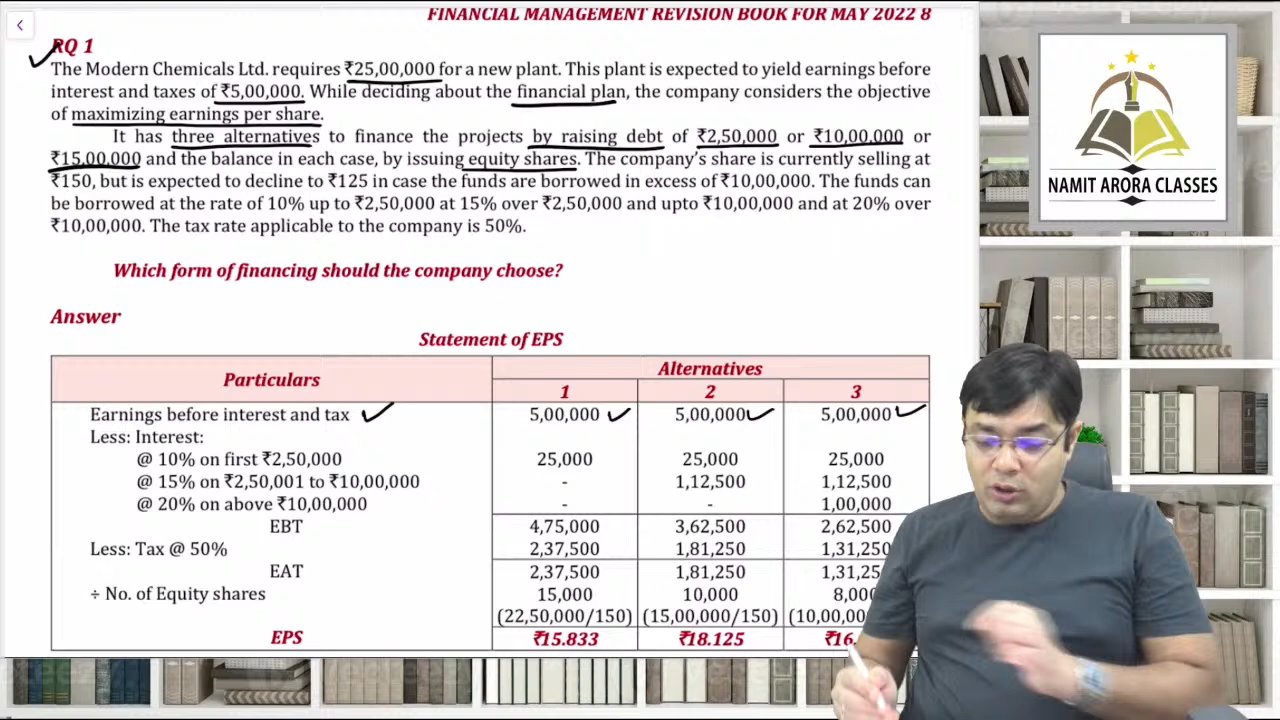 FINANCIAL MANAGEMENT REVISION BOOK FOR MAY 2022 8
RQ 1
The Modern Chemicals Ltd. requires ₹25,00,000 for a new plant. This plant is expected to yield earnings before
interest and taxes of ₹5,00,000. While deciding about the financial plan, the company considers the objective
of maximizing earnings per share.
It has three alternatives to finance the projects by raising debt of ₹2,50,000 or ₹10,00,000 or
₹15,00,000 and the balance in each case, by issuing equity shares. The company's share is currently selling at
₹150, but is expected to decline to ₹125 in case the funds are borrowed in excess of ₹10,00,000. The funds can
be borrowed at the rate of 10% up to ₹2,50,000 at 15% over ₹2,50,000 and upto ₹10,00,000 and at 20% over
₹10,00,000. The tax rate applicable to the company is 50%.
Which form of financing should the company choose?
Answer
Statement of EPS
Particulars Alternatives
1 2 3
Earnings before interest and tax 5,00,000 5,00,000 5,00,000
Less: Interest:
@ 10% on first ₹2,50,000 25,000 25,000 25,000
@ 15% on ₹2,50,001 to ₹10,00,000 - 1,12,500 1,12,500
@ 20% on above ₹10,00,000 - - 1,00,000
EBT 4,75,000 3,62,500 2,62,500
Less: Tax @ 50% 2,37,500 1,81,250 1,31,250
EAT 2,37,500 1,81,250 1,31,25
÷ No. of Equity shares 15,000 10,000 8,000
(22,50,000/150) (15,00,000/150) (10,00,00
EPS ₹15.833 ₹18.125 ₹16.
NAMIT ARORA CLASSES